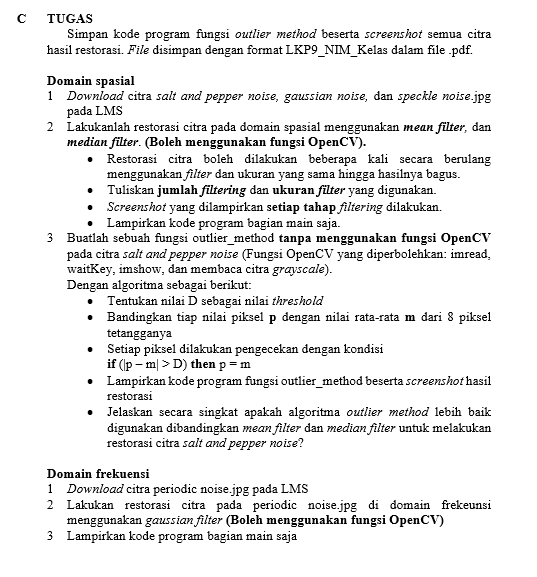 C TUGAS
Simpan kode program fungsi outlier method beserta screenshot semua citra
hasil restorasi. File disimpan dengan format LKP9_NIM_Kelas dalam file .pdf.
Domain spasial
1 Download citra salt and pepper noise, gaussian noise, dan speckle noise.jpg
pada LMS
2 Lakukanlah restorasi citra pada domain spasial menggunakan mean filter, dan
median filter. (Boleh menggunakan fungsi OpenCV).
• Restorasi citra boleh dilakukan beberapa kali secara berulang
menggunakan filter dan ukuran yang sama hingga hasilnya bagus.
• Tuliskan jumlah filtering dan ukuran filter yang digunakan.
• Screenshot yang dilampirkan setiap tahap filtering dilakukan.
• Lampirkan kode program bagian main saja.
3 Buatlah sebuah fungsi outlier_method tanpa menggunakan fungsi OpenCV
pada citra salt and pepper noise (Fungsi OpenCV yang diperbolehkan: imread,
waitKey, imshow, dan membaca citra grayscale).
Dengan algoritma sebagai berikut:
• Tentukan nilai D sebagai nilai threshold
• Bandingkan tiap nilai piksel p dengan nilai rata-rata m dari 8 piksel
tetangganya
• Setiap piksel dilakukan pengecekan dengan kondisi
if (|p – m| > D) then p = m
• Lampirkan kode program fungsi outlier_method beserta screenshot hasil
restorasi
• Jelaskan secara singkat apakah algoritma outlier method lebih baik
digunakan dibandingkan mean filter dan median filter untuk melakukan
restorasi citra salt and pepper noise?
Domain frekuensi
1 Download citra periodic noise.jpg pada LMS
2 Lakukan restorasi citra pada periodic noise.jpg di domain frekeunsi
menggunakan gaussian filter (Boleh menggunakan fungsi OpenCV)
3 Lampirkan kode program bagian main saja